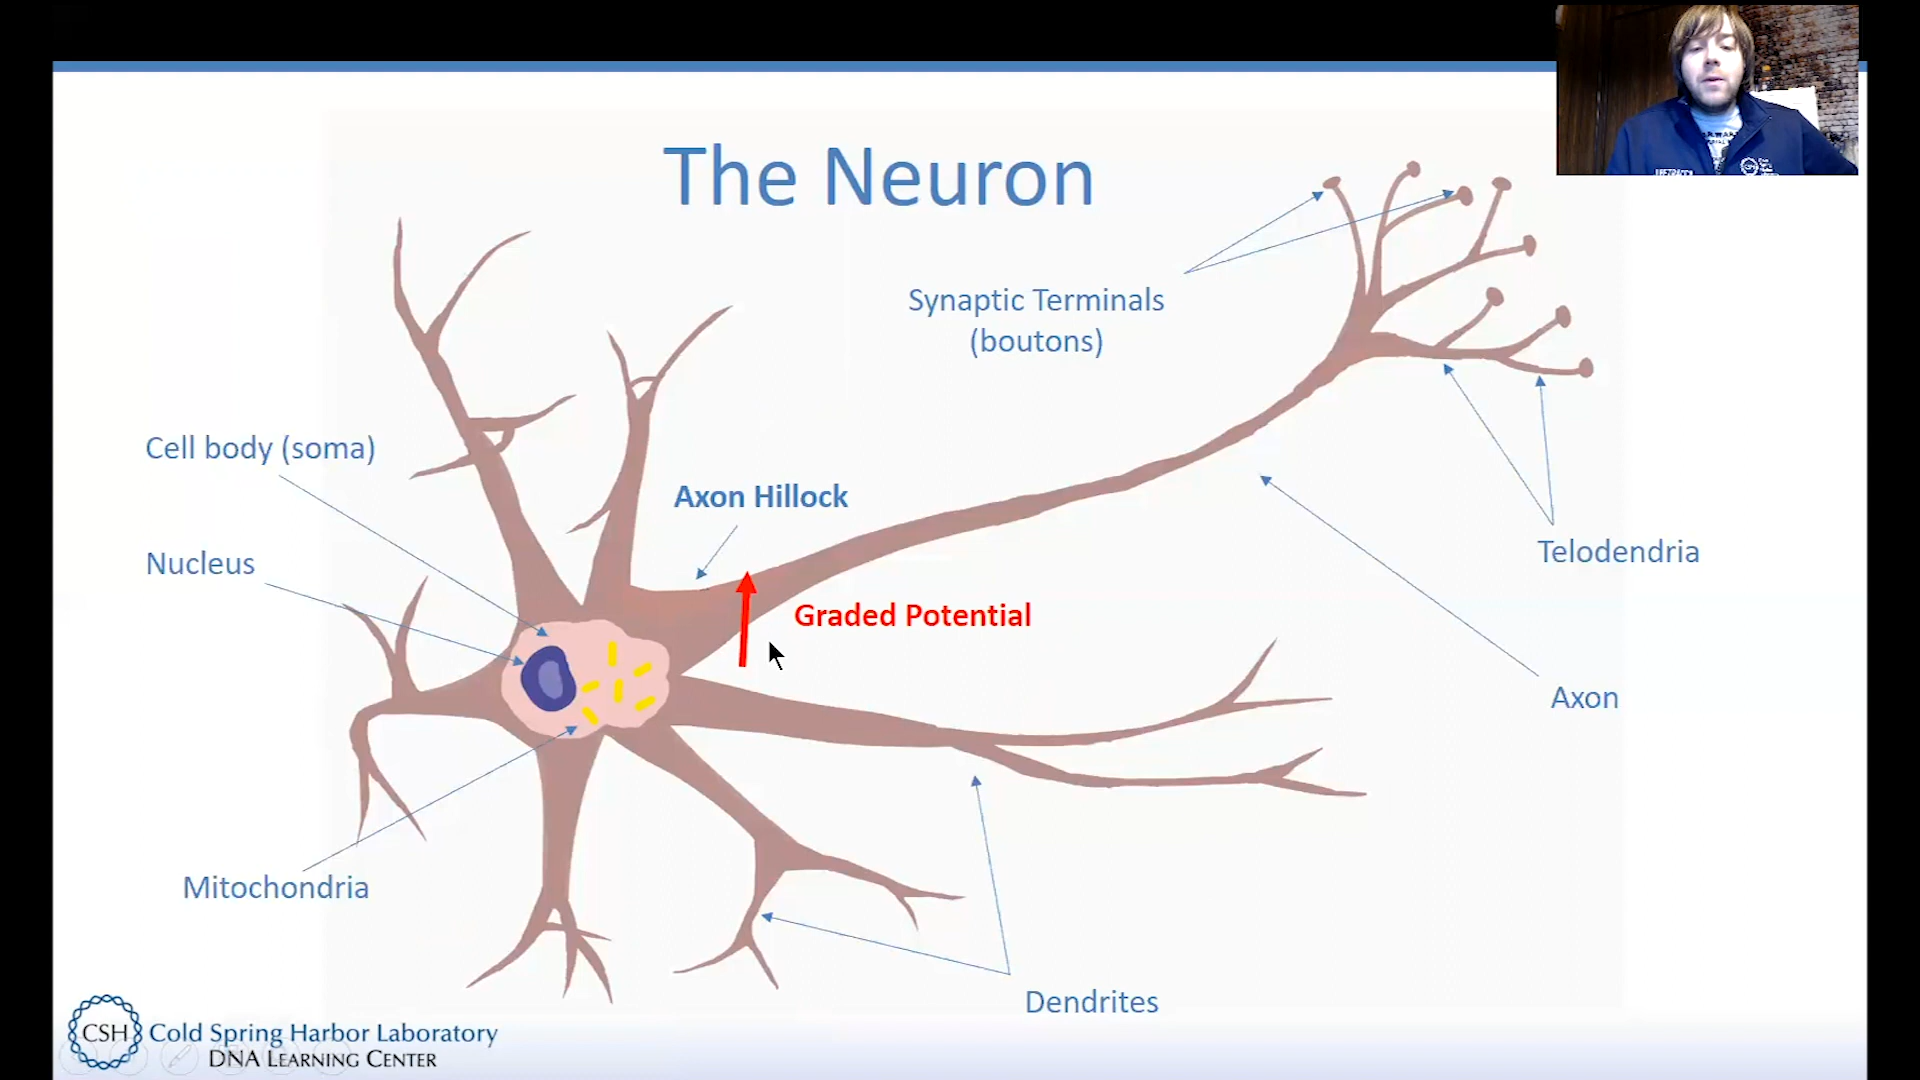 The Neuron
Synaptic Terminals
(boutons)
Cell body (soma)
Axon Hillock
Nucleus
Telodendria
Graded Potential
Axon
Mitochondria
Dendrites
CSH Cold Spring Harbor Laboratory
DNA LEARNING CENTER